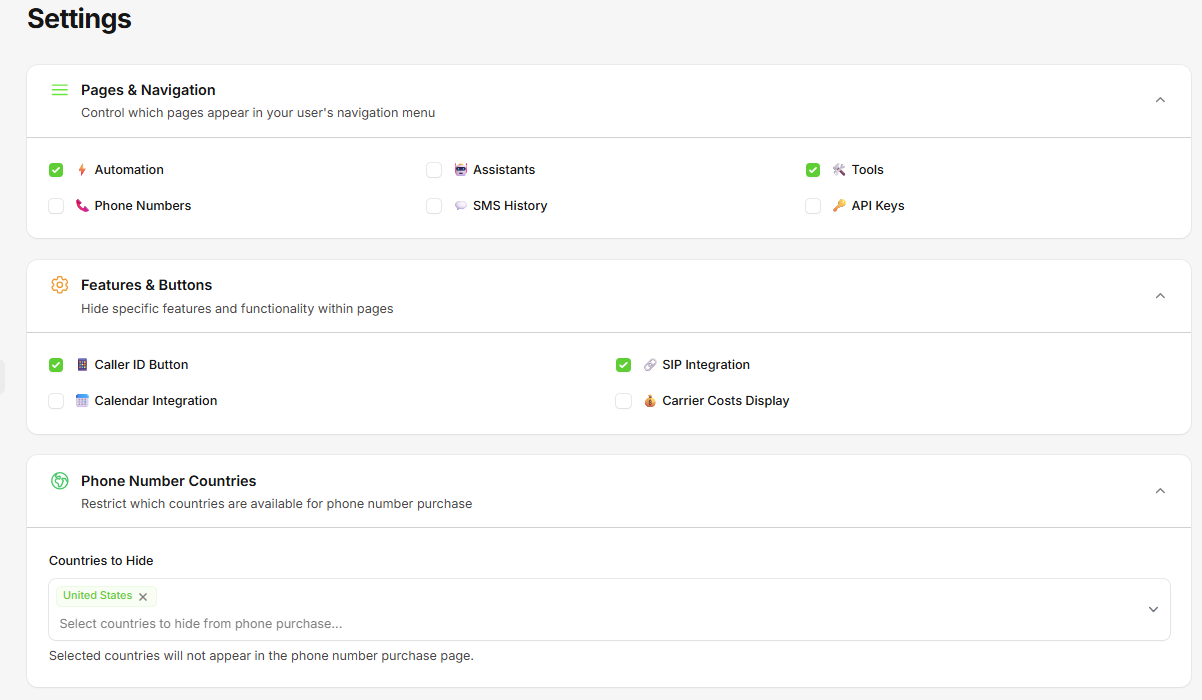 Settings
Pages & Navigation
Control which pages appear in your user's navigation menu
Automation
Assistants
Tools
Phone Numbers
SMS History
API Keys
Features & Buttons
Hide specific features and functionality within pages
Caller ID Button
SIP Integration
Calendar Integration
Carrier Costs Display
Phone Number Countries
Restrict which countries are available for phone number purchase
Countries to Hide
United States
Select countries to hide from phone purchase...
Selected countries will not appear in the phone number purchase page.